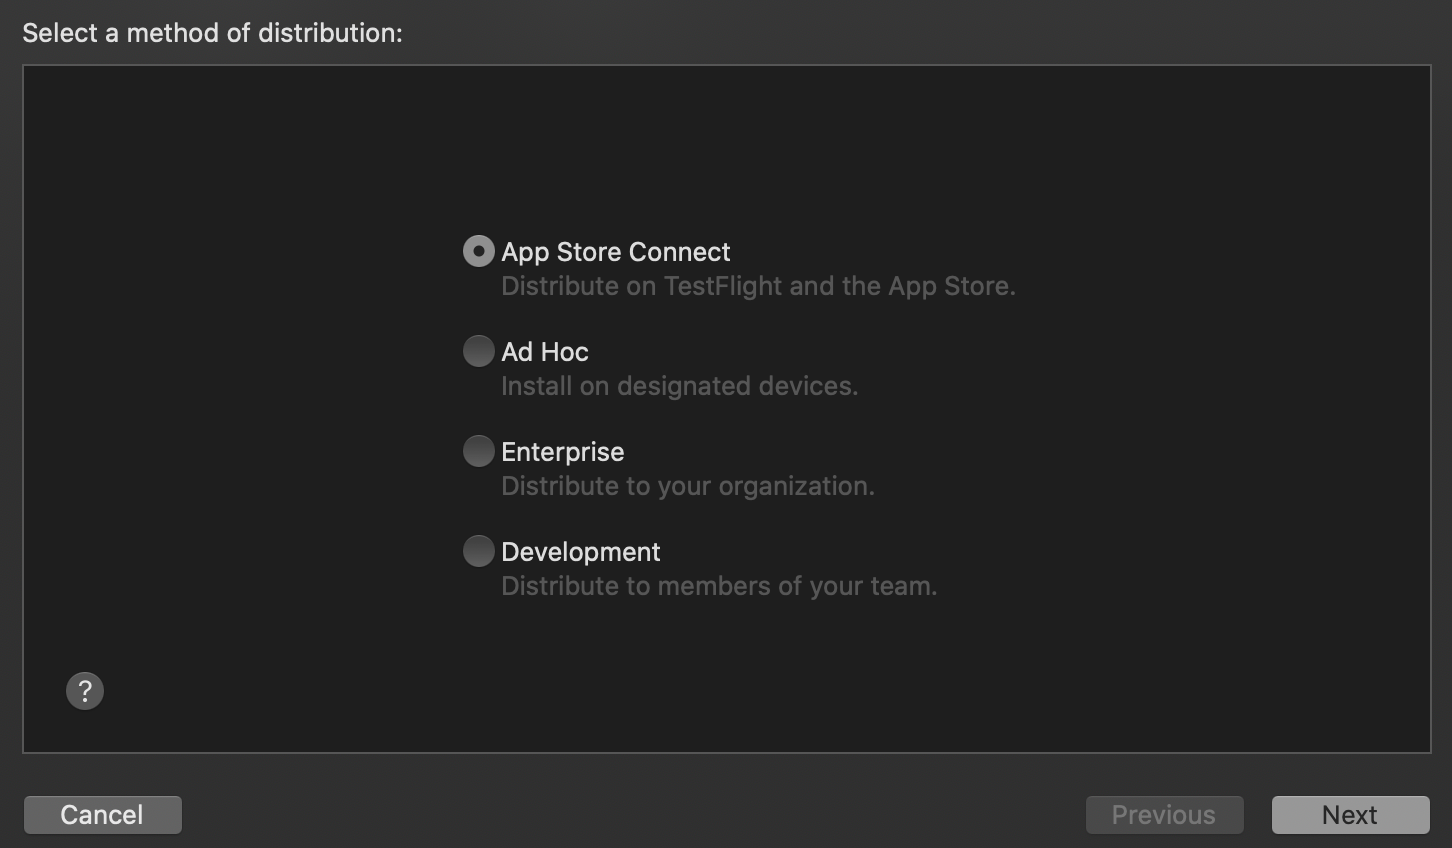 Select a method of distribution:
App Store Connect
Distribute on TestFlight and the App Store.
Ad Hoc
Install on designated devices.
Enterprise
Distribute to your organization.
Development
Distribute to members of your team.
?
Cancel
Previous
Next